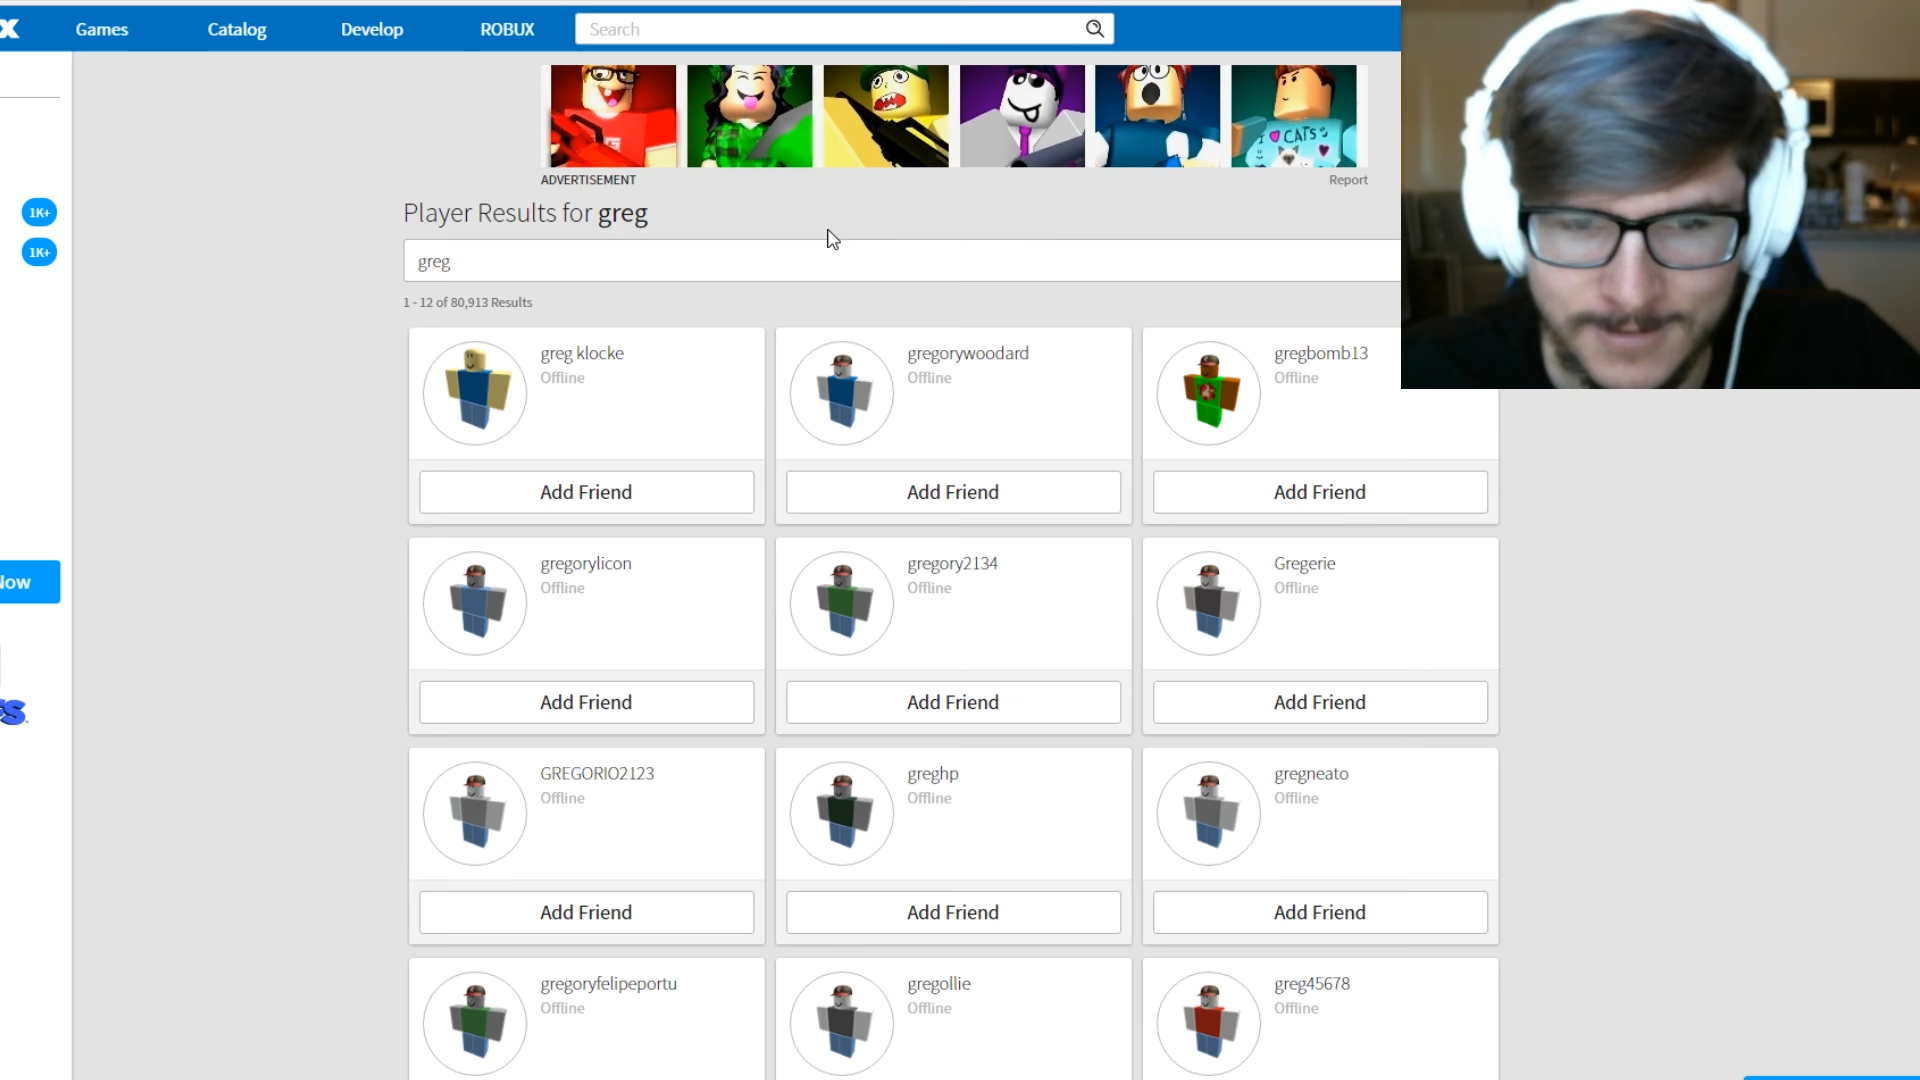 X Games Catalog Develop ROBUX Search
I ♥ CATS
ADVERTISEMENT Report
Player Results for greg
1K+
greg
1K+
1 - 12 of 80,913 Results
greg klocke gregorywoodard gregbomb13
Offline Offline Offline
Add Friend Add Friend Add Friend
gregorylicon gregory2134 Gregerie
Now
Offline Offline Offline
Add Friend Add Friend Add Friend
GREGORIO2123 greghp gregneato
Offline Offline Offline
Add Friend Add Friend Add Friend
gregoryfelipeportu gregollie greg45678
Offline Offline Offline